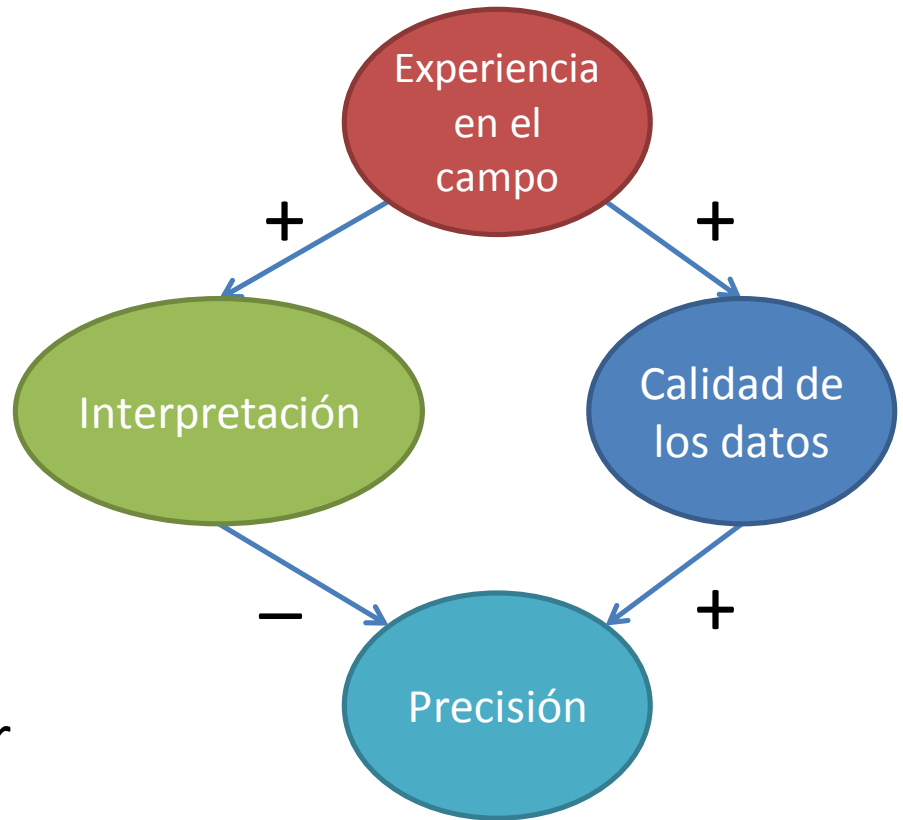 Experiencia
en el
campo
+
+
Interpretación
Calidad de
los datos
–
+
Precisión
r